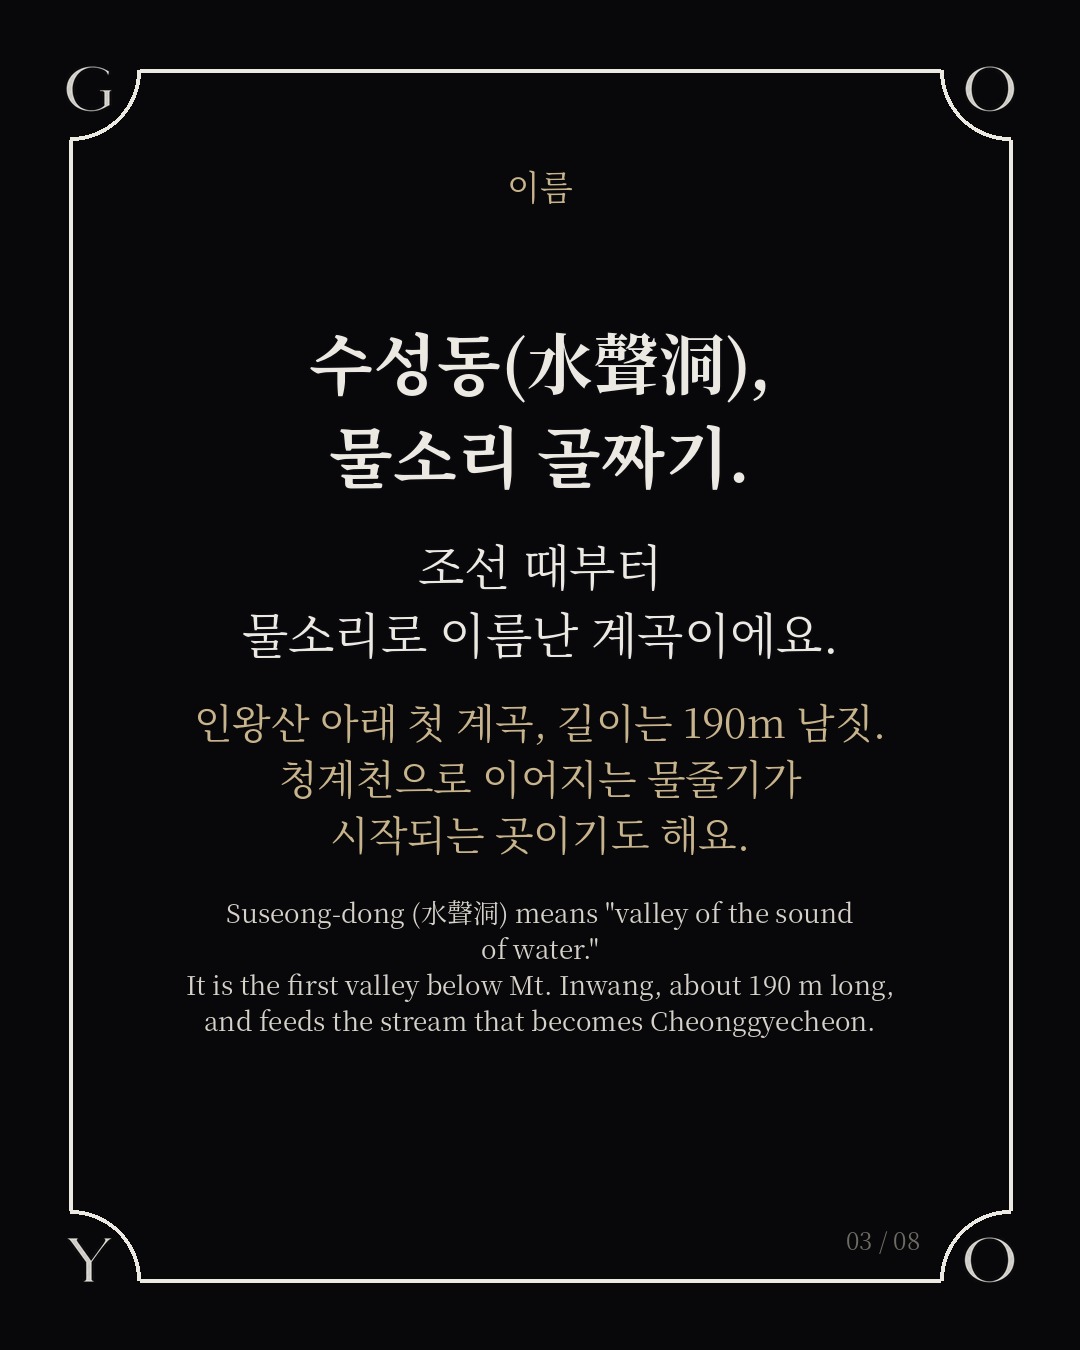 G O
이름
수성동(水聲洞),
물소리 골짜기.
조선 때부터
물소리로 이름난 계곡이에요.
인왕산 아래 첫 계곡, 길이는 190m 남짓.
청계천으로 이어지는 물줄기가
시작되는 곳이기도 해요.
Suseong-dong (水聲洞) means "valley of the sound
of water."
It is the first valley below Mt. Inwang, about 190 m long,
and feeds the stream that becomes Cheonggyecheon.
03 / 08
Y O